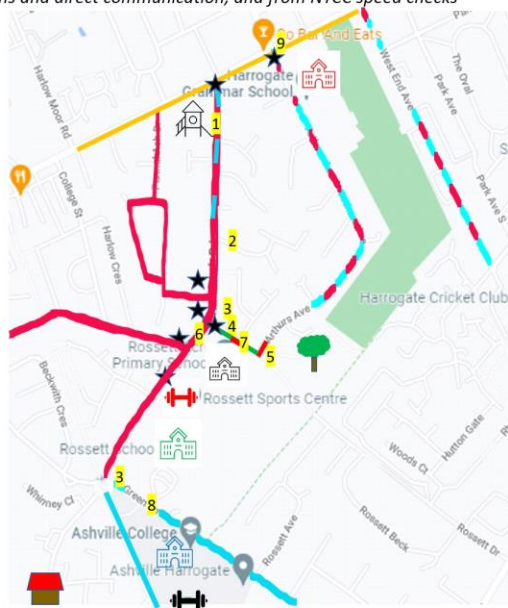 ns and direct communication, and from NYCC speed checks
9
Bar And Eats
Harlow Moor Rd
Harrogate
Grammar School
West End Ave
The Oval
Park Ave
1
College St
Park Ave S
Harlow Cres
2
Harrogate Cricket Club
3
Arthurs Ave
4
6
7
5
Rossett
Primary School
Rossett Sports Centre
Beckwith Cres
Hutton Gate
Woods Ct
Rossett Schoo
3
Whinney Cl
Green
8
Rossett Ave
Rossett Beck
Rossett Dr
Ashville College
Ashville Harrogate